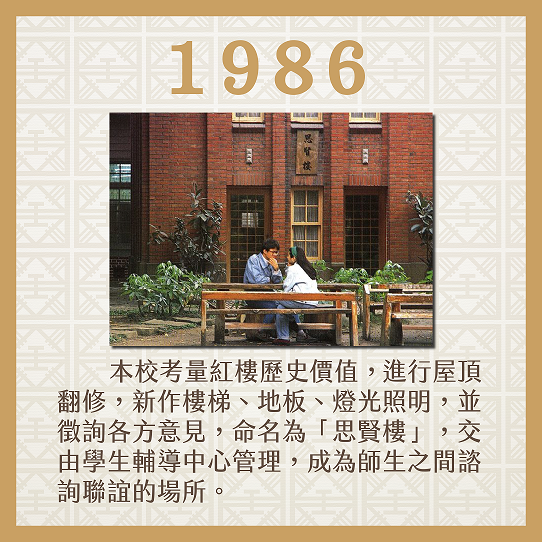 1986
思賢樓
本校考量紅樓歷史價值，進行屋頂
翻修，新作樓梯、地板、燈光照明，並
徵詢各方意見，命名為「思賢樓」，交
由學生輔導中心管理，成為師生之間諮
詢聯誼的場所。